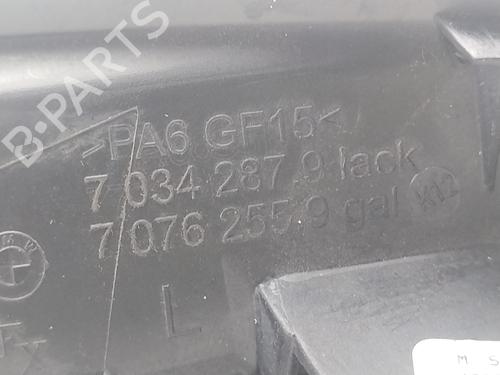 B-PARTS
>PA6 GF15<
7 034 287 9 lack
7 076 255 9 gal
L
M S